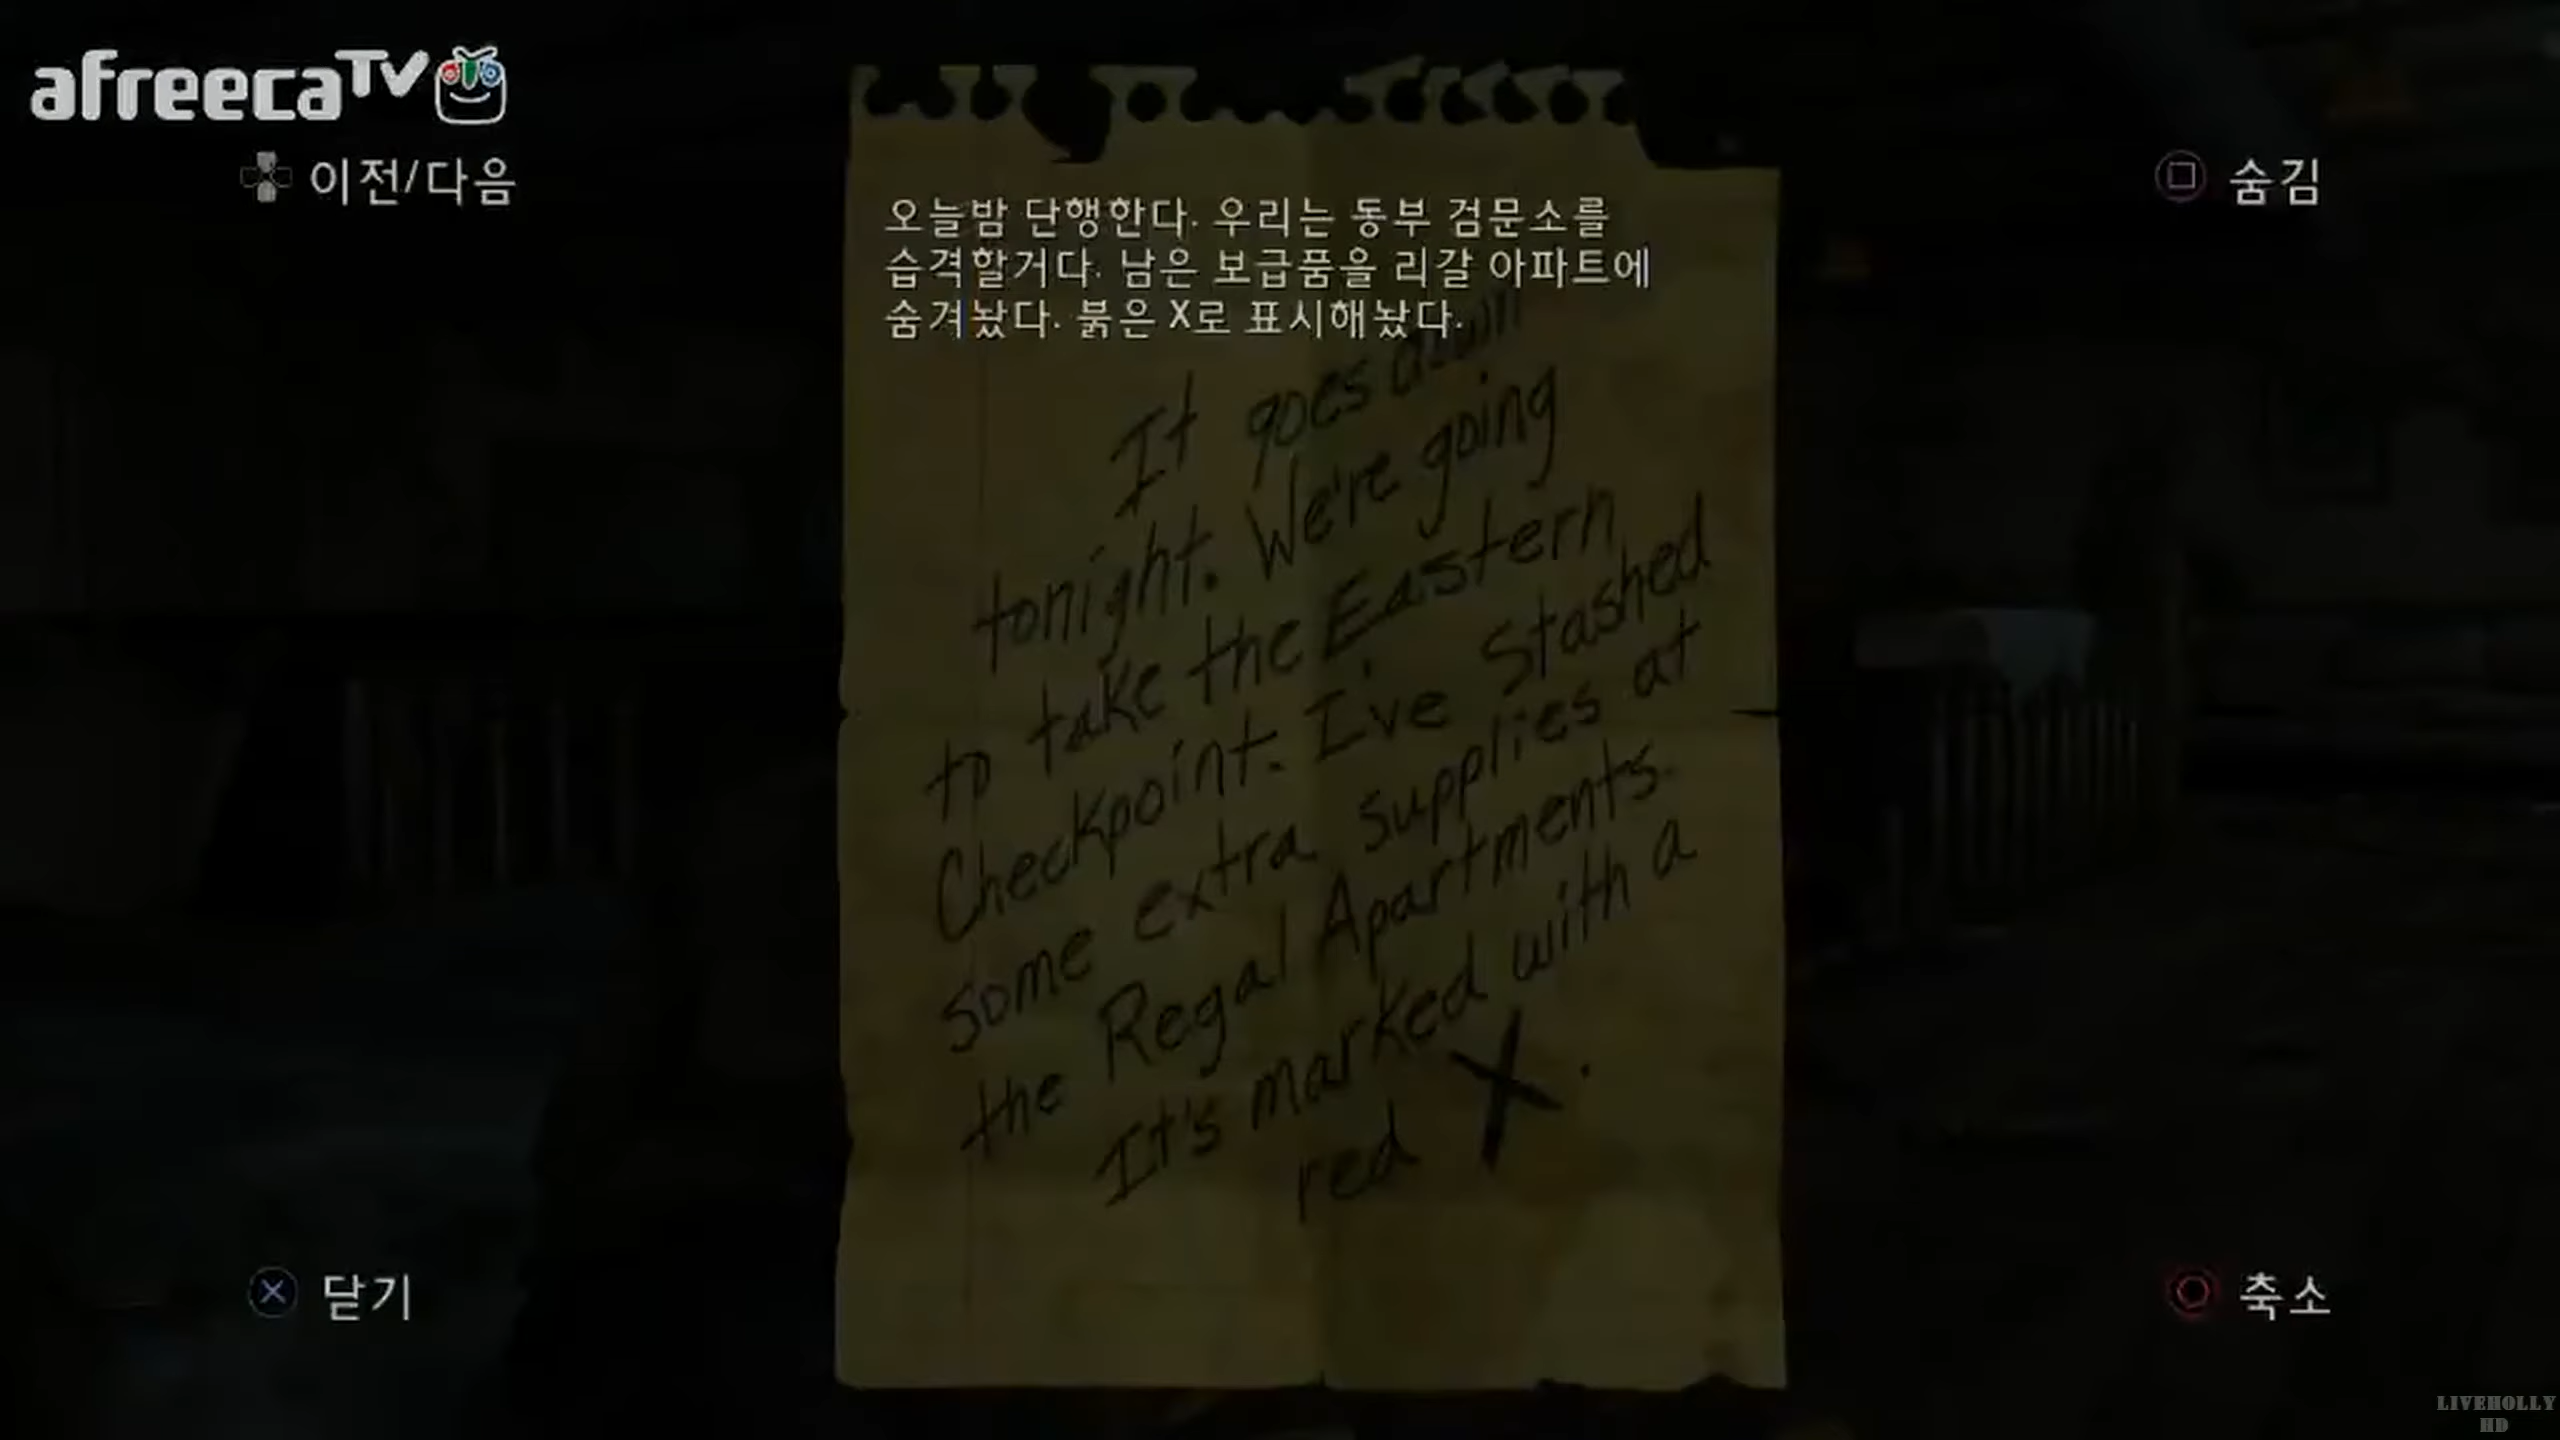 afreecaTV
이전/다음
숨김
오늘밤 단행한다. 우리는 동부 검문소를
습격할거다. 남은 보급품을 리갈 아파트에
숨겨놨다. 붉은 X로 표시해놨다.
It goes down
tonight. We're going
to take the Eastern
Checkpoint. I've stashed
some extra supplies at
the Regal Apartments.
It's marked with a
red X.
닫기
축소
LIVEHOLLY
HD